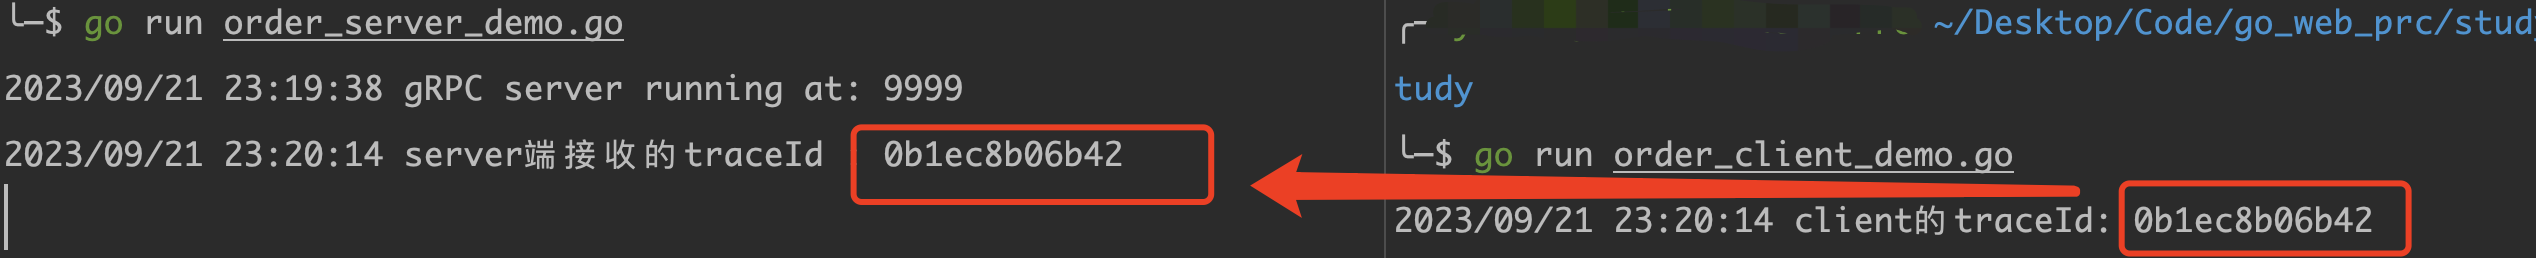 ╰─$ go run order_server_demo.go
2023/09/21 23:19:38 gRPC server running at: 9999
2023/09/21 23:20:14 server端接收的traceId 0b1ec8b06b42
~/Desktop/Code/go_web_prc/stud
tudy
╰─$ go run order_client_demo.go
2023/09/21 23:20:14 client的traceId: 0b1ec8b06b42